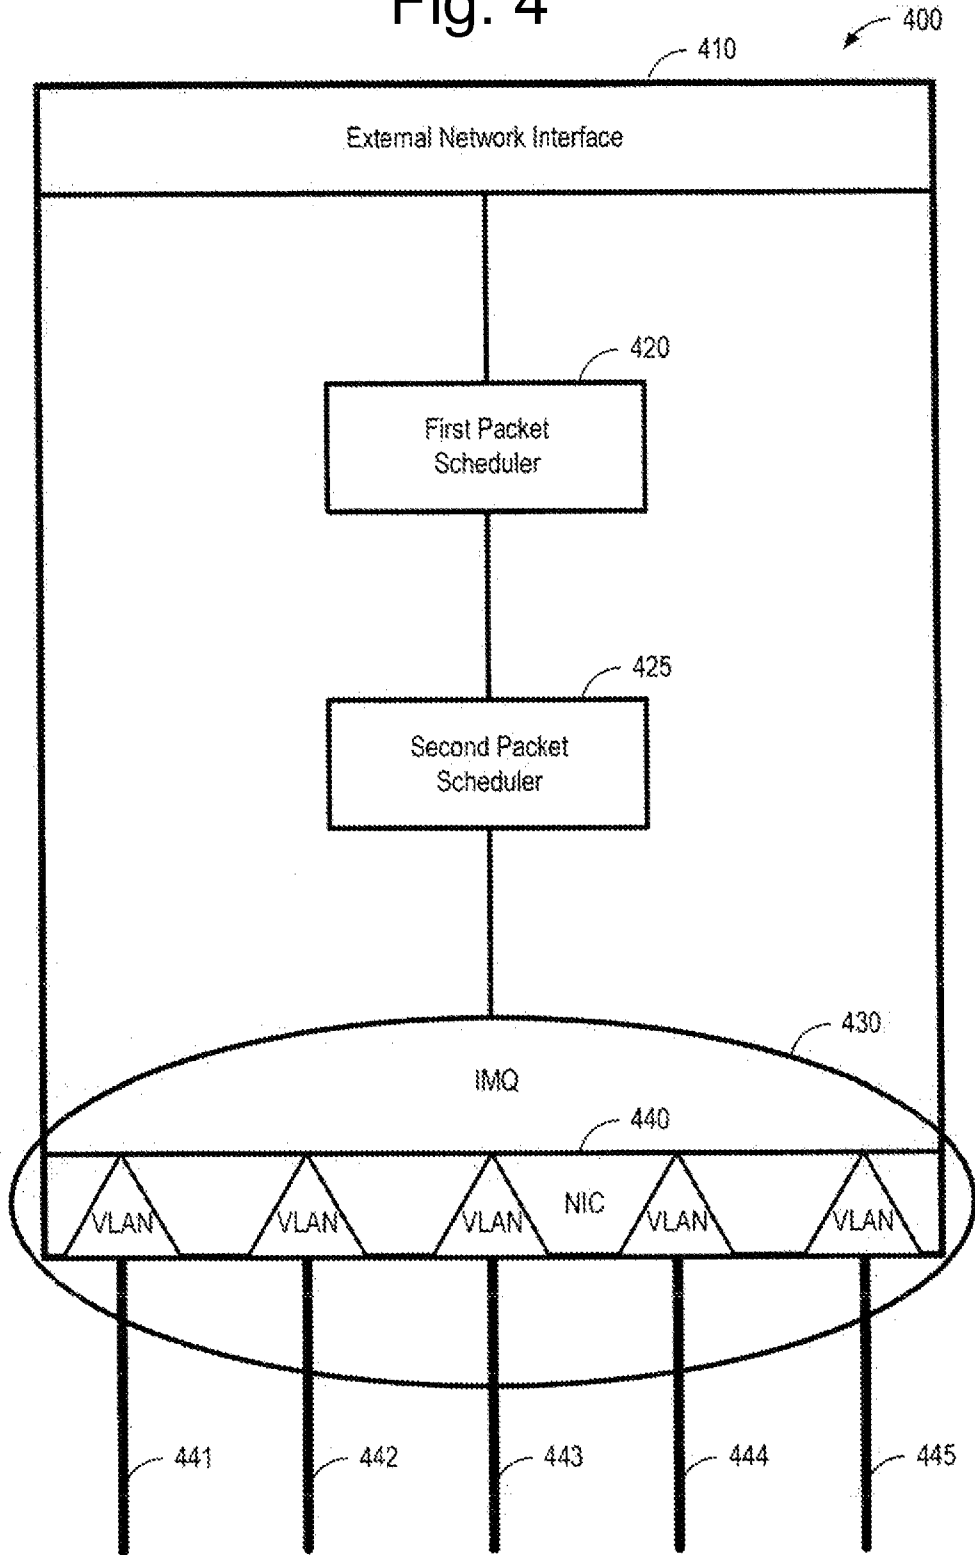 Fig. 4
400
410
External Network Interface
420
First Packet
Scheduler
425
Second Packet
Scheduler
430
IMQ
440
NIC
VLAN VLAN VLAN VLAN VLAN
441 442 443 444 445